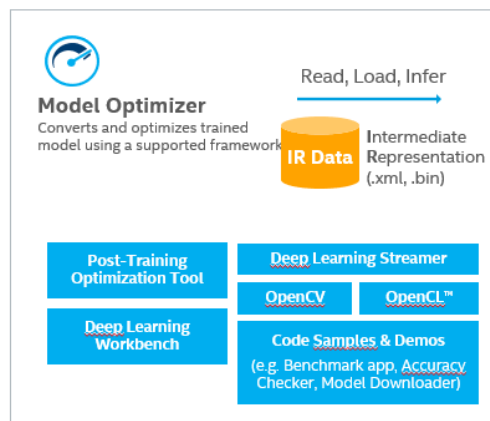 Read, Load, Infer
Model Optimizer
Converts and optimizes trained
model using a supported framework
IR Data
Intermediate
Representation
(.xml, .bin)
Post-Training
Optimization Tool
Deep Learning Streamer
OpenCV
OpenCL™
Deep Learning
Workbench
Code Samples & Demos
(e.g. Benchmark app, Accuracy
Checker, Model Downloader)